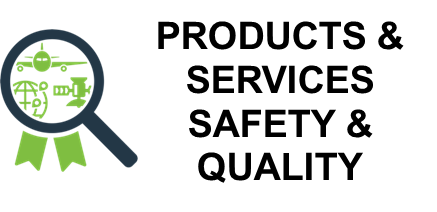 PRODUCTS &
SERVICES
SAFETY &
QUALITY